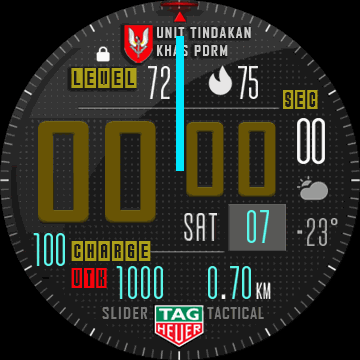 UNIT TINDAKAN
KHAS PDRM
LEVEL 72 75
SEC
00 00 00
SAT 07 -23°
100 CHARGE
UTK 1000 0.70 KM
SLIDER TAG TACTICAL
HEUER